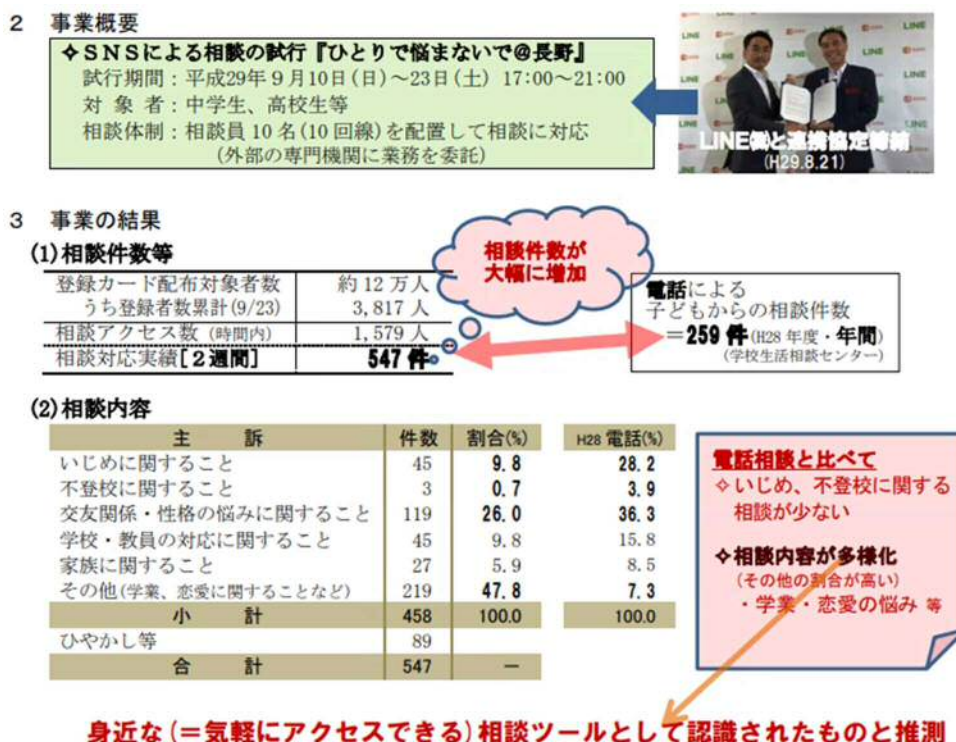 2 事業概要
✧ＳＮＳによる相談の試行『ひとりで悩まないで＠長野』
試行期間：平成29年９月10日(日)～23日(土) 17:00～21:00
対 象 者：中学生、高校生等
相談体制：相談員 10 名(10 回線)を配置して相談に対応
(外部の専門機関に業務を委託)
LINE
LINE㈱と連携協定締結
(H29.8.21)
3 事業の結果
(1)相談件数等
相談件数が
大幅に増加
登録カード配布対象者数 約 12 万人
うち登録者数累計(9/23) 3,817 人
相談アクセス数 (時間内) 1,579 人
相談対応実績[２週間] 547 件
電話による
子どもからの相談件数
＝259 件(H28 年度・年間)
(学校生活相談センター)
(2)相談内容
主 訴 件数 割合(%) H28 電話(%)
いじめに関すること 45 9.8 28.2
不登校に関すること 3 0.7 3.9
交友関係・性格の悩みに関すること 119 26.0 36.3
学校・教員の対応に関すること 45 9.8 15.8
家族に関すること 27 5.9 8.5
その他(学業、恋愛に関することなど) 219 47.8 7.3
小 計 458 100.0 100.0
ひやかし等 89
合 計 547 －
電話相談と比べて
✧いじめ、不登校に関する
相談が少ない
✧相談内容が多様化
(その他の割合が高い)
・学業・恋愛の悩み 等
身近な(＝気軽にアクセスできる)相談ツールとして認識されたものと推測